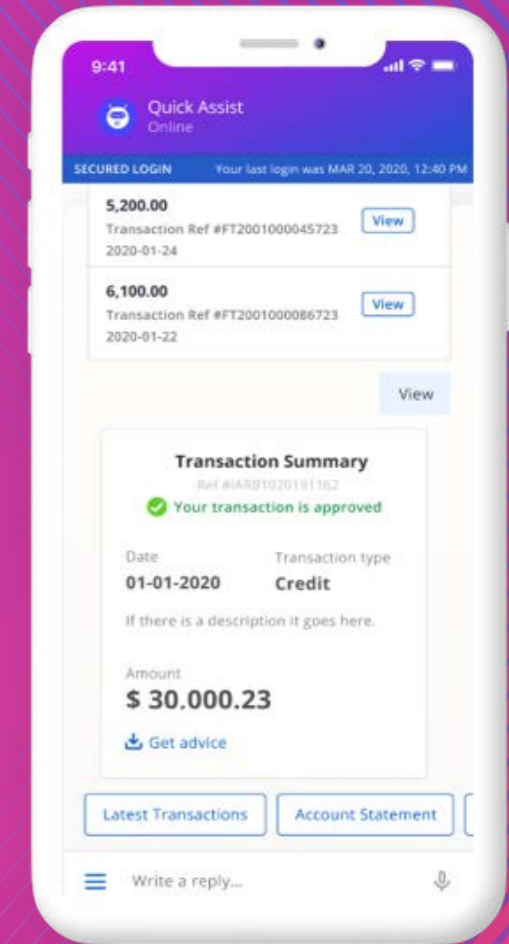 9:41
Quick Assist
Online
SECURED LOGIN Your last login was MAR 20, 2020, 12:40 PM
5,200.00
Transaction Ref #FT2001000045723
2020-01-24
View
6,100.00
Transaction Ref #FT2001000086723
2020-01-22
View
View
Transaction Summary
Ref #IARB1020191162
Your transaction is approved
Date Transaction type
01-01-2020 Credit
If there is a description it goes here.
Amount
$ 30.000.23
Get advice
Latest Transactions Account Statement
Write a reply...